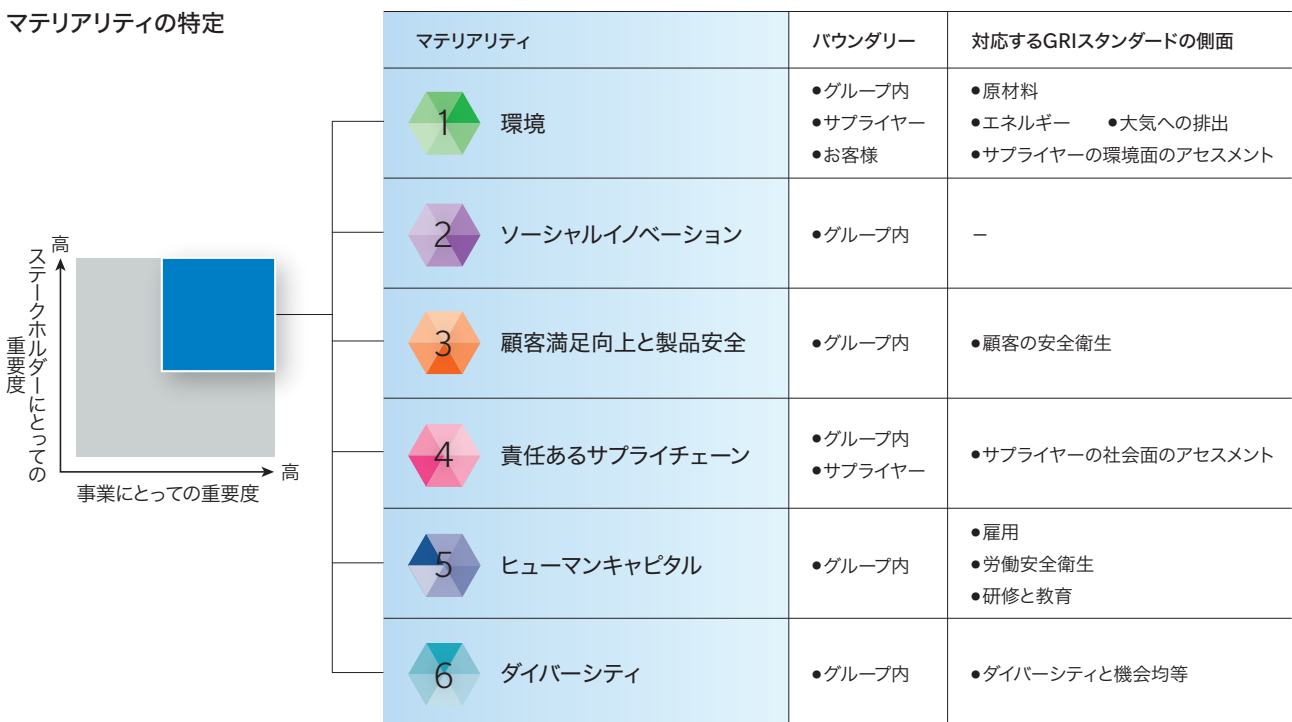 マテリアリティの特定
高
ステークホルダーにとっての
重要度
高
事業にとっての重要度
マテリアリティ
バウンダリー
対応するGRIスタンダードの側面
1
環境
●グループ内
●サプライヤー
●お客様
●原材料
●エネルギー ●大気への排出
●サプライヤーの環境面のアセスメント
2
ソーシャルイノベーション
●グループ内
－
3
顧客満足向上と製品安全
●グループ内
●顧客の安全衛生
4
責任あるサプライチェーン
●グループ内
●サプライヤー
●サプライヤーの社会面のアセスメント
5
ヒューマンキャピタル
●グループ内
●雇用
●労働安全衛生
●研修と教育
6
ダイバーシティ
●グループ内
●ダイバーシティと機会均等